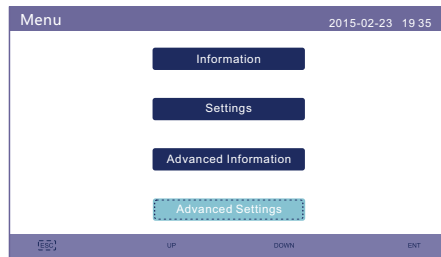 Menu 2015-02-23 19 35
Information
Settings
Advanced Information
Advanced Settings
ESC UP DOWN ENT